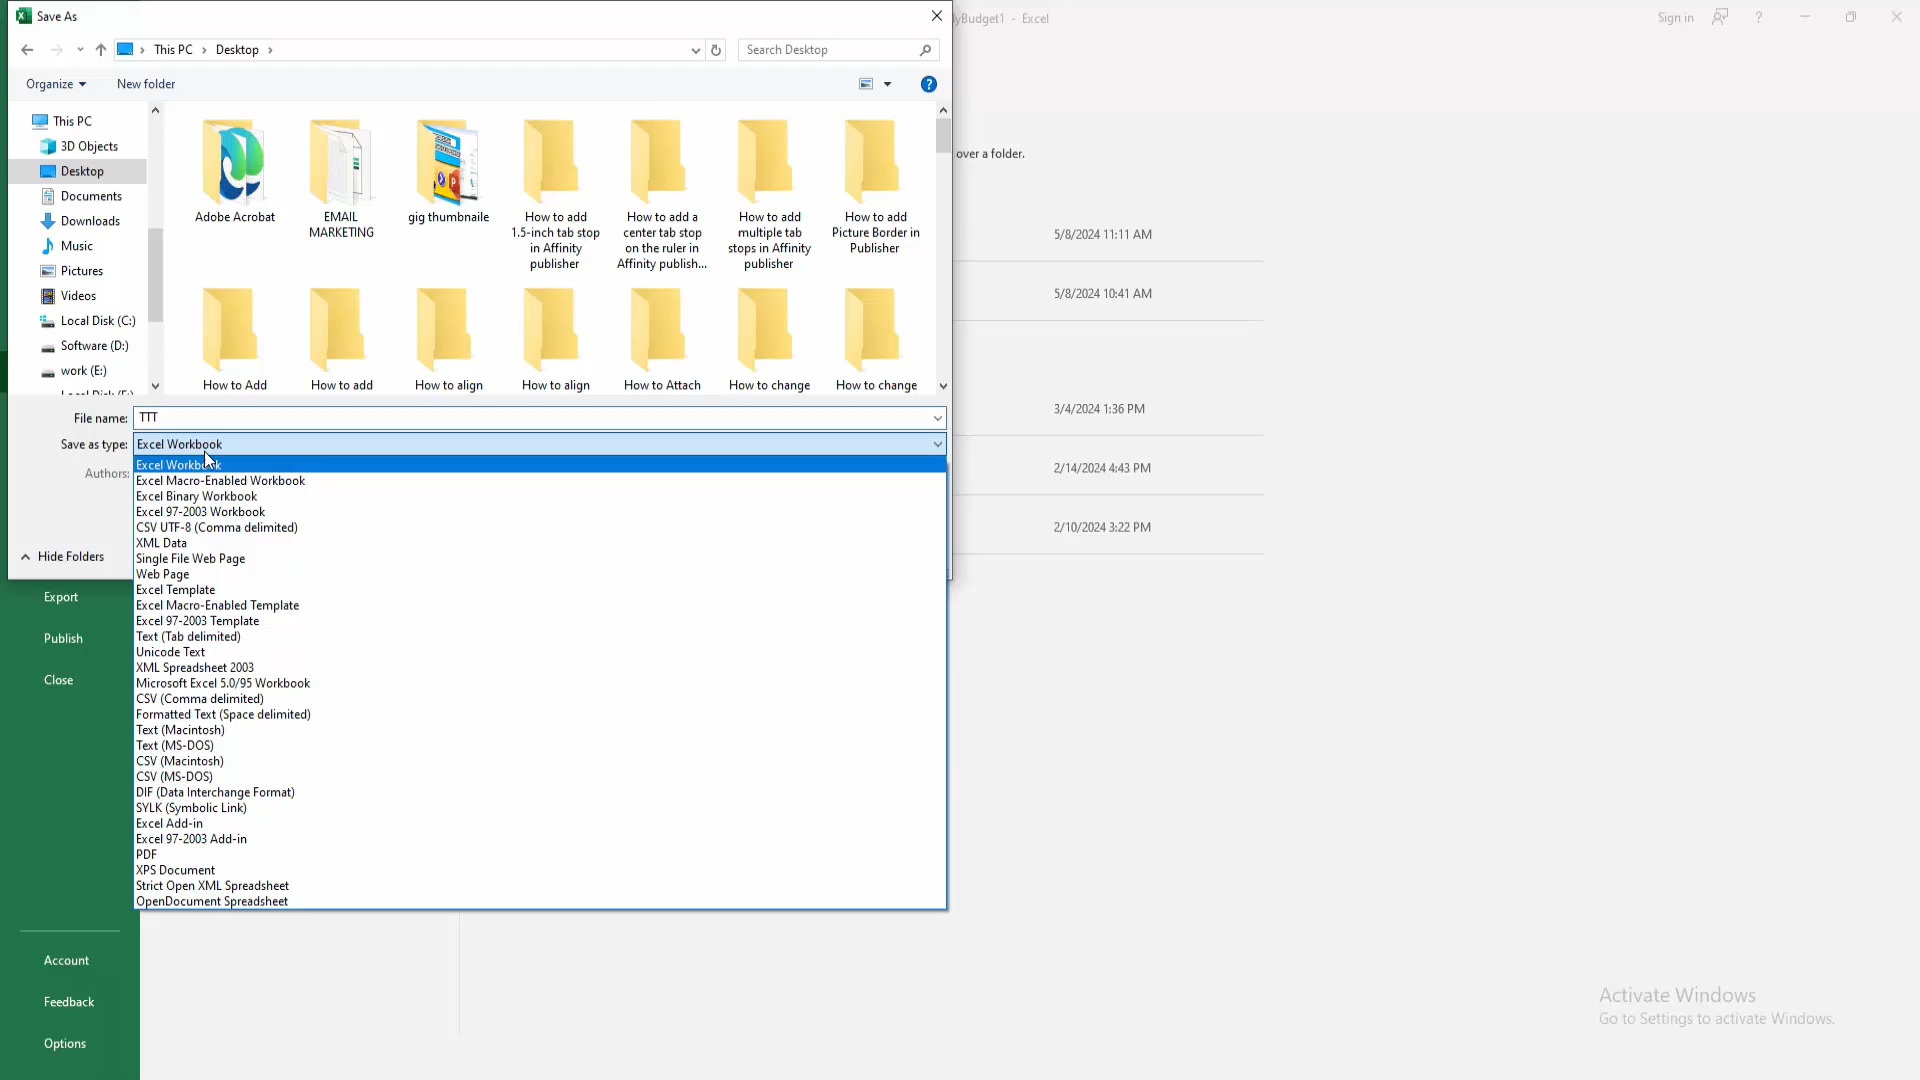 Save As
yBudget1 - Excel
Sign in
?
This PC
Desktop
Search Desktop
Organize
New folder
This PC
3D Objects
Desktop
Documents
Downloads
Music
Pictures
Videos
Local Disk (C:)
Software (D:)
work (E:)
Adobe Acrobat
EMAIL
MARKETING
gig thumbnaile
How to add
1.5-inch tab stop
in Affinity
publisher
How to add a
center tab stop
on the ruler in
Affinity publish...
How to add
multiple tab
stops in Affinity
publisher
How to add
Picture Border in
Publisher
How to Add
How to add
How to align
How to align
How to Attach
How to change
How to change
over a folder.
5/8/2024 11:11 AM
5/8/2024 10:41 AM
3/4/2024 1:36 PM
2/14/2024 4:43 PM
2/10/2024 3:22 PM
File name: TTT
Save as type: Excel Workbook
Authors:
Excel Workbook
Excel Macro-Enabled Workbook
Excel Binary Workbook
Excel 97-2003 Workbook
CSV UTF-8 (Comma delimited)
XML Data
Single File Web Page
Web Page
Excel Template
Excel Macro-Enabled Template
Excel 97-2003 Template
Text (Tab delimited)
Unicode Text
XML Spreadsheet 2003
Microsoft Excel 5.0/95 Workbook
CSV (Comma delimited)
Formatted Text (Space delimited)
Text (Macintosh)
Text (MS-DOS)
CSV (Macintosh)
CSV (MS-DOS)
DIF (Data Interchange Format)
SYLK (Symbolic Link)
Excel Add-in
Excel 97-2003 Add-in
PDF
XPS Document
Strict Open XML Spreadsheet
OpenDocument Spreadsheet
Hide Folders
Export
Publish
Close
Account
Feedback
Options
Activate Windows
Go to Settings to activate Windows.